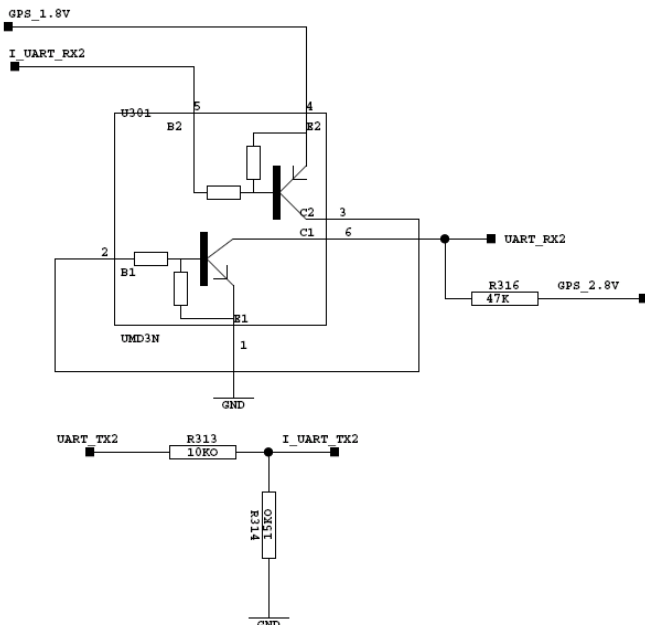 GPS_1.8V
I_UART_RX2
U301
5
4
B2
E2
C2
3
C1
6
UART_RX2
2
B1
R316
47K
GPS_2.8V
E1
UMD3N
1
GND
UART_TX2
R313
10KO
I_UART_TX2
R314
15KO
GND